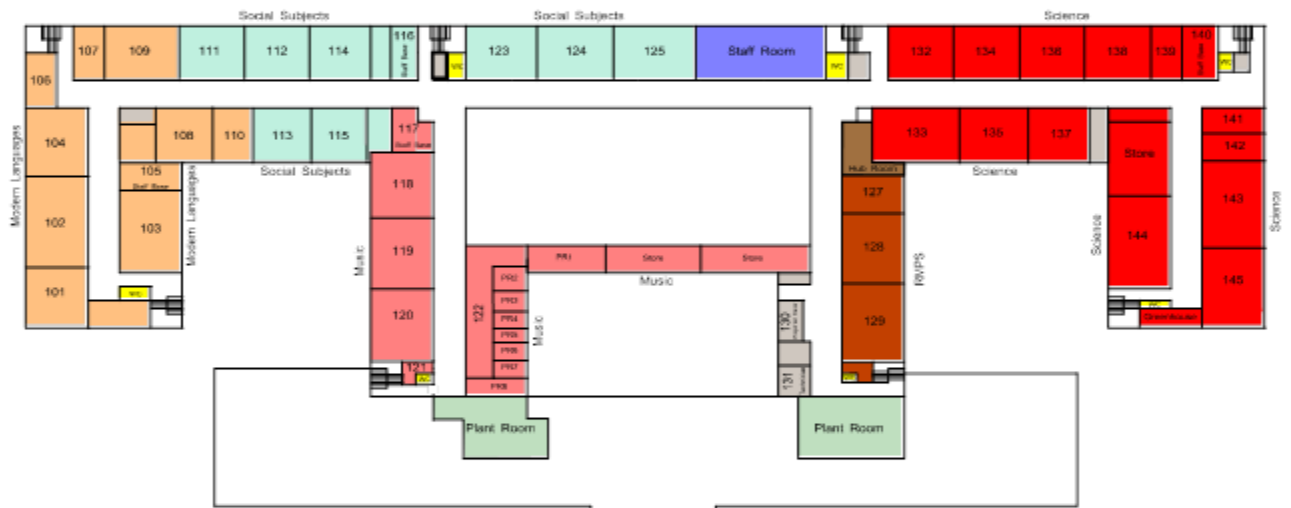 Social Subjects
Social Subjects
Science
107
109
111
112
114
116
Staff Base
WC
123
124
125
Staff Room
WC
132
134
136
138
139
140
Staff Base
WC
106
104
102
101
Modern Languages
108
110
113
115
117
Staff Base
105
Staff Base
103
Modern Languages
Social Subjects
WC
118
119
120
121
WC
Music
PR1
Store
Store
Music
122
PR2
PR3
PR4
PR5
PR6
PR7
PR8
Music
130
131
Hub Room
127
128
129
RMPS
133
135
137
Science
Store
144
Science
141
142
143
145
Science
WC
Greenhouse
Plant Room
Plant Room